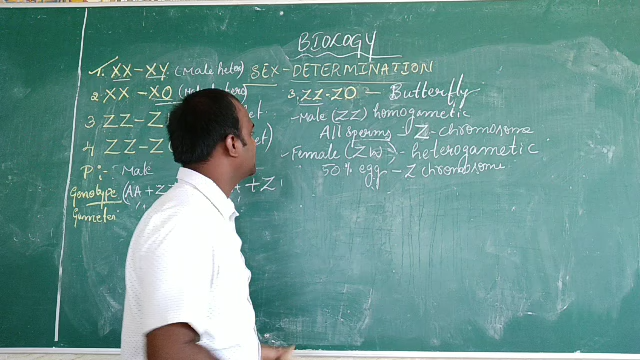 BIOLOGY
SEX-DETERMINATION
1. XX-XY (Male hetero)
2. XX-XO (Male hetero)
3. ZZ-Z
4. ZZ-Z
P:- Male
Genotype (AA+Z + Z
Gametes
3. ZZ-ZO - Butterfly
-Male (ZZ) homogametic
All sperms - Z-chromosome
-Female (ZW) - heterogametic
50% egg - Z chromosome